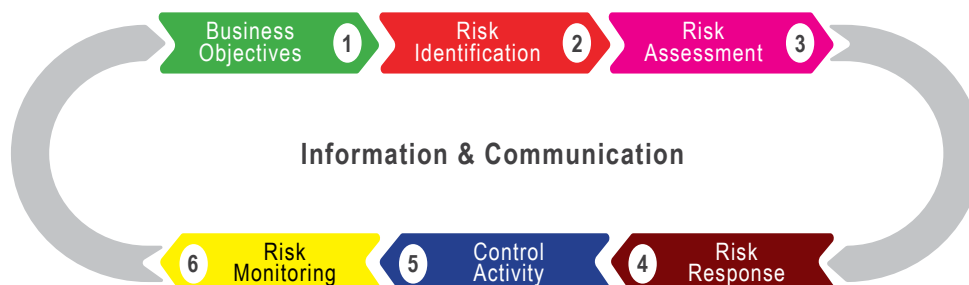 Business
Objectives
1
Risk
Identification
2
Risk
Assessment
3
Information & Communication
Risk
Response
4
Control
Activity
5
Risk
Monitoring
6